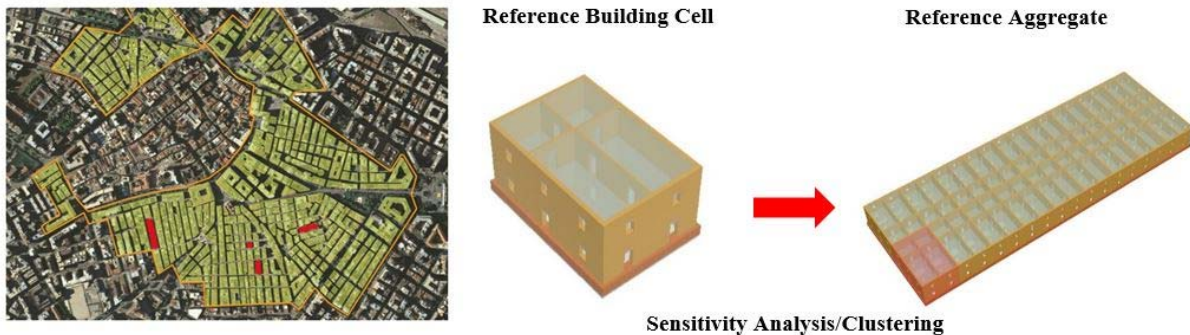 Reference Building Cell
Reference Aggregate
Sensitivity Analysis/Clustering